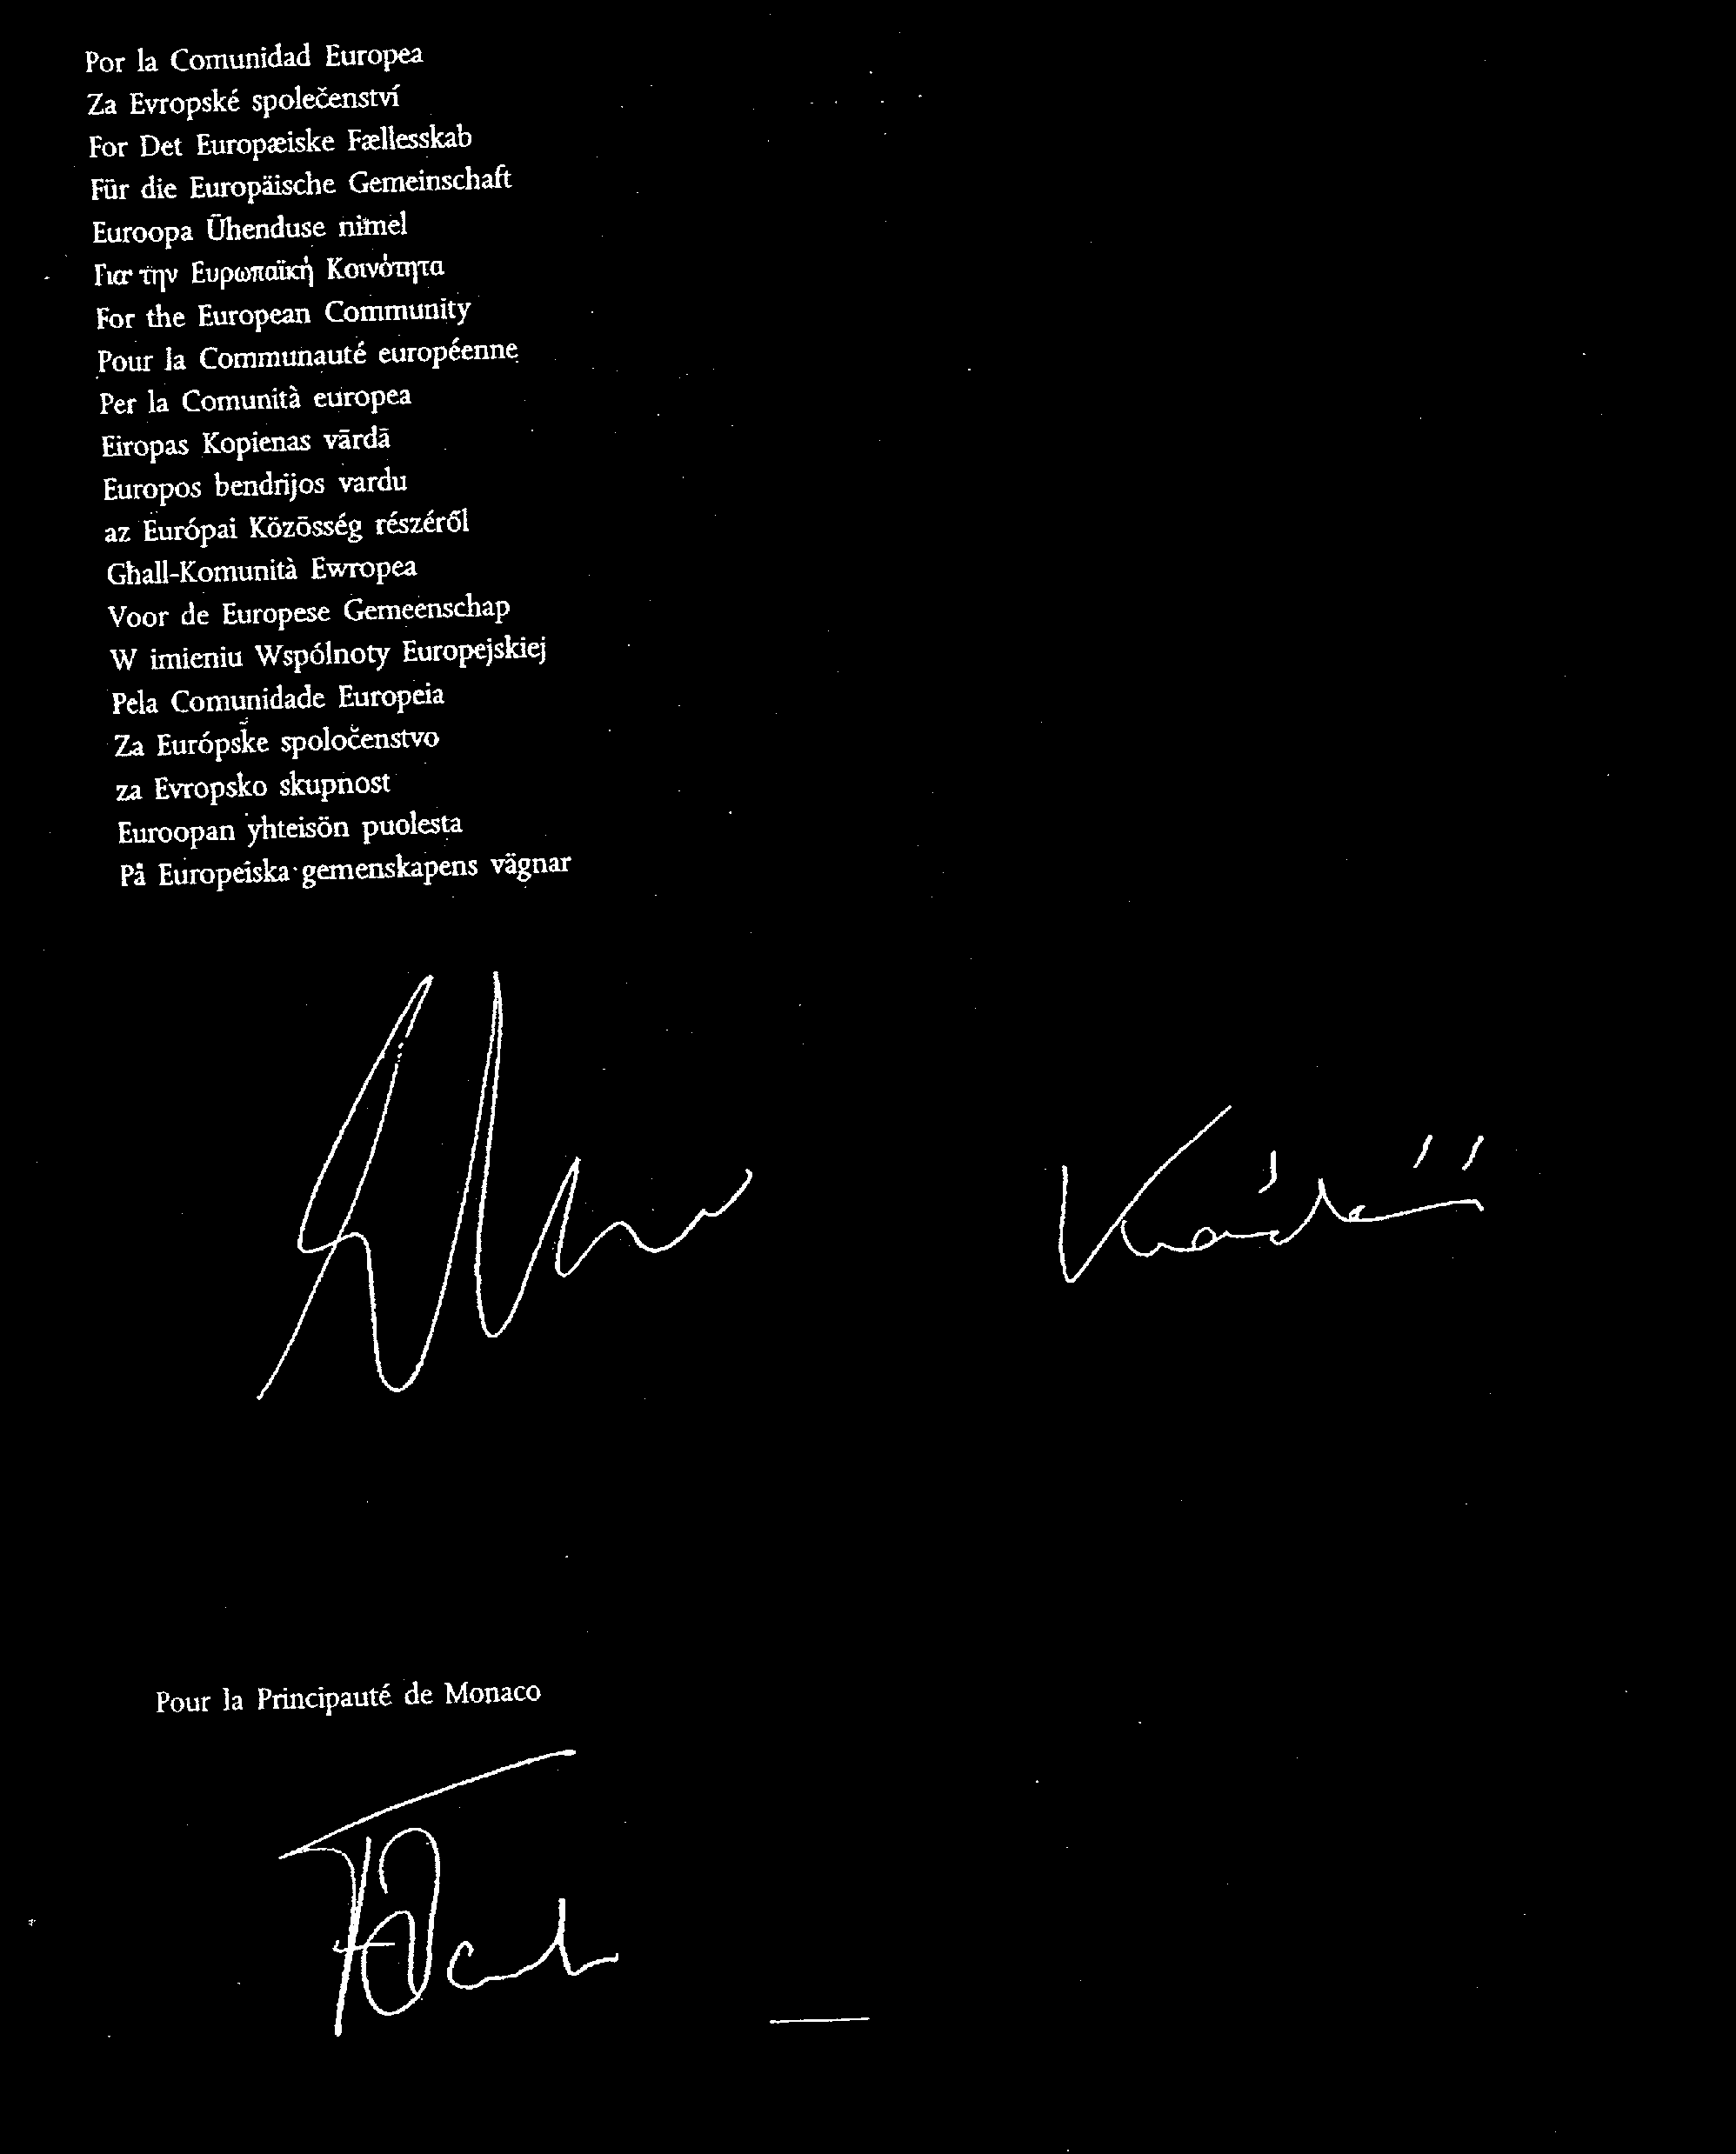 Por la Comunidad Europea
Za Evropské společenství
For Det Europæiske Fællesskab
Für die Europäische Gemeinschaft
Euroopa Ühenduse nimel
Για την Ευρωπαϊκή Κοινότητα
For the European Community
Pour la Communauté européenne
Per la Comunità europea
Eiropas Kopienas vārdā
Europos bendrijos vardu
az Európai Közösség részéről
Għall-Komunità Ewropea
Voor de Europese Gemeenschap
W imieniu Wspólnoty Europejskiej
Pela Comunidade Europeia
Za Európske spoločenstvo
za Evropsko skupnost
Euroopan yhteisön puolesta
På Europeiska gemenskapens vägnar
Pour la Principauté de Monaco